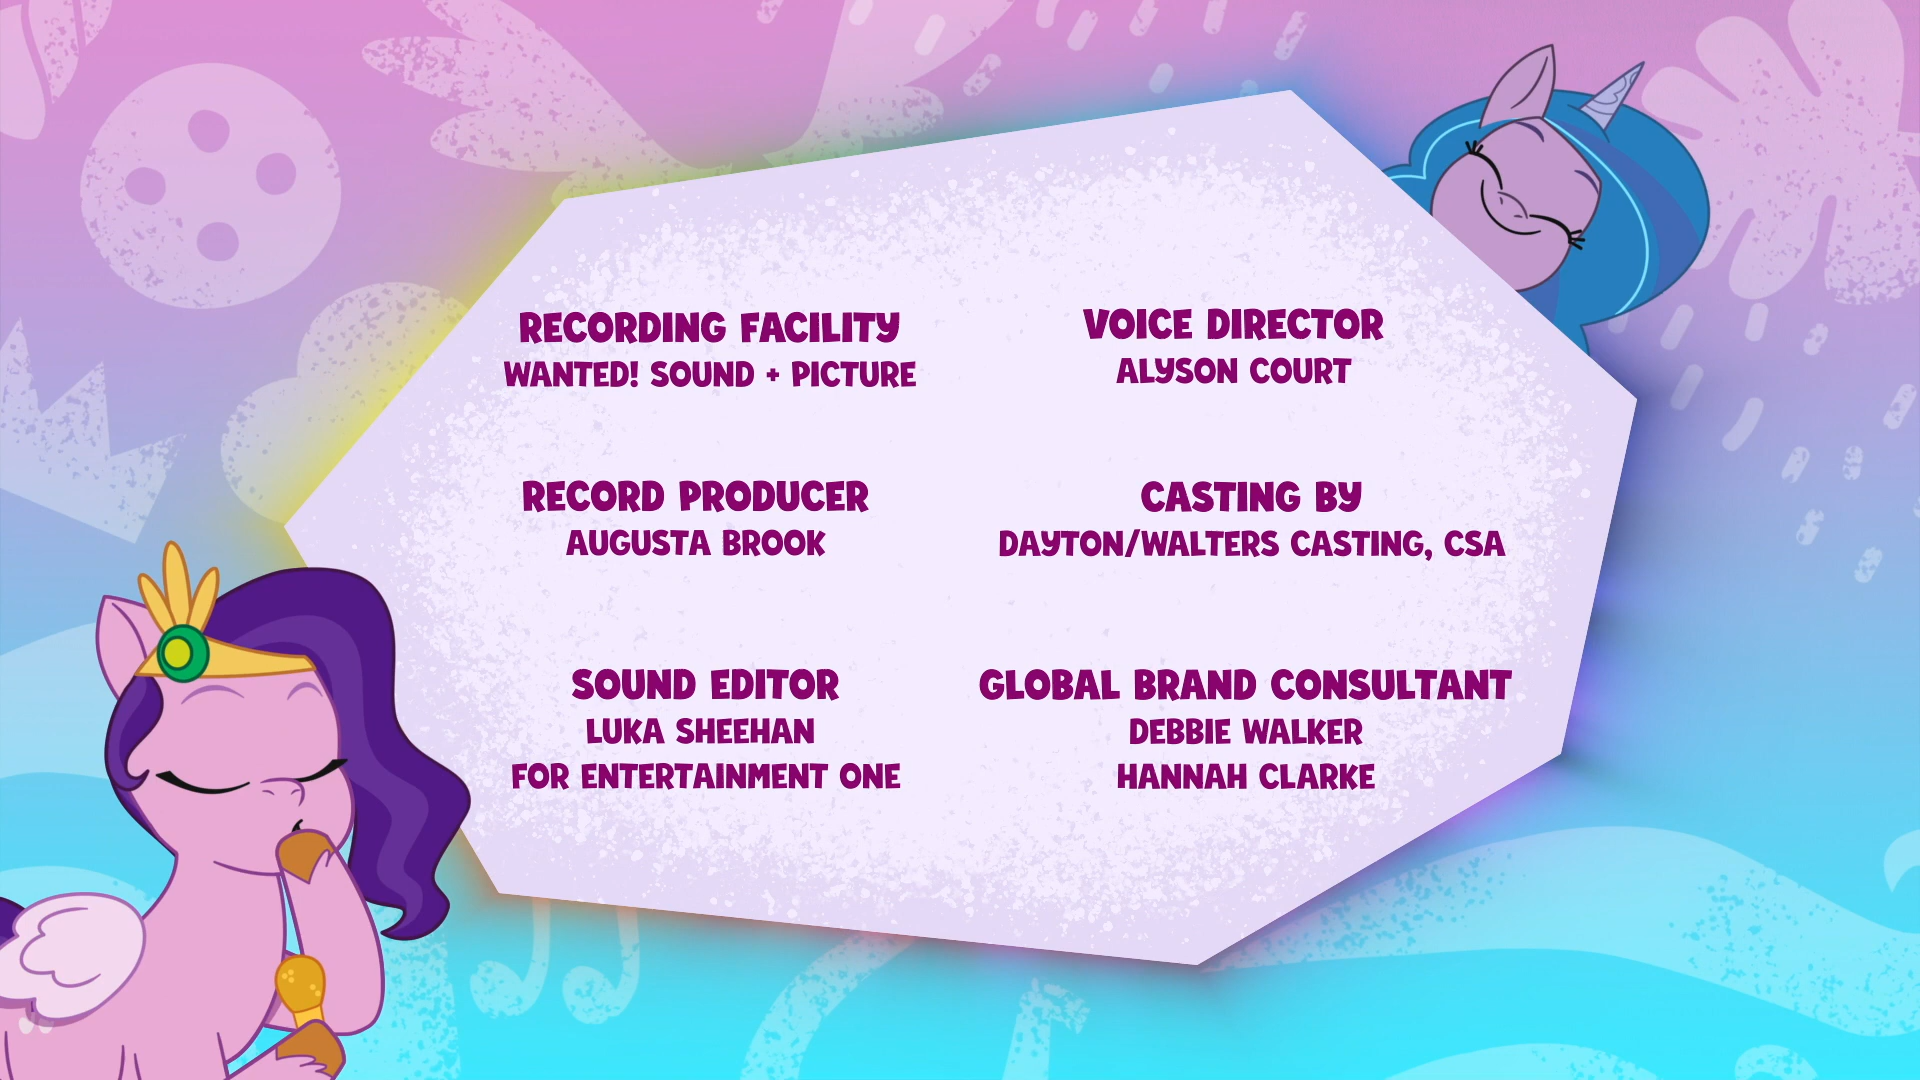 RECORDING FACILITY
WANTED! SOUND + PICTURE
VOICE DIRECTOR
ALYSON COURT
RECORD PRODUCER
AUGUSTA BROOK
CASTING BY
DAYTON/WALTERS CASTING, CSA
SOUND EDITOR
LUKA SHEEHAN
FOR ENTERTAINMENT ONE
GLOBAL BRAND CONSULTANT
DEBBIE WALKER
HANNAH CLARKE